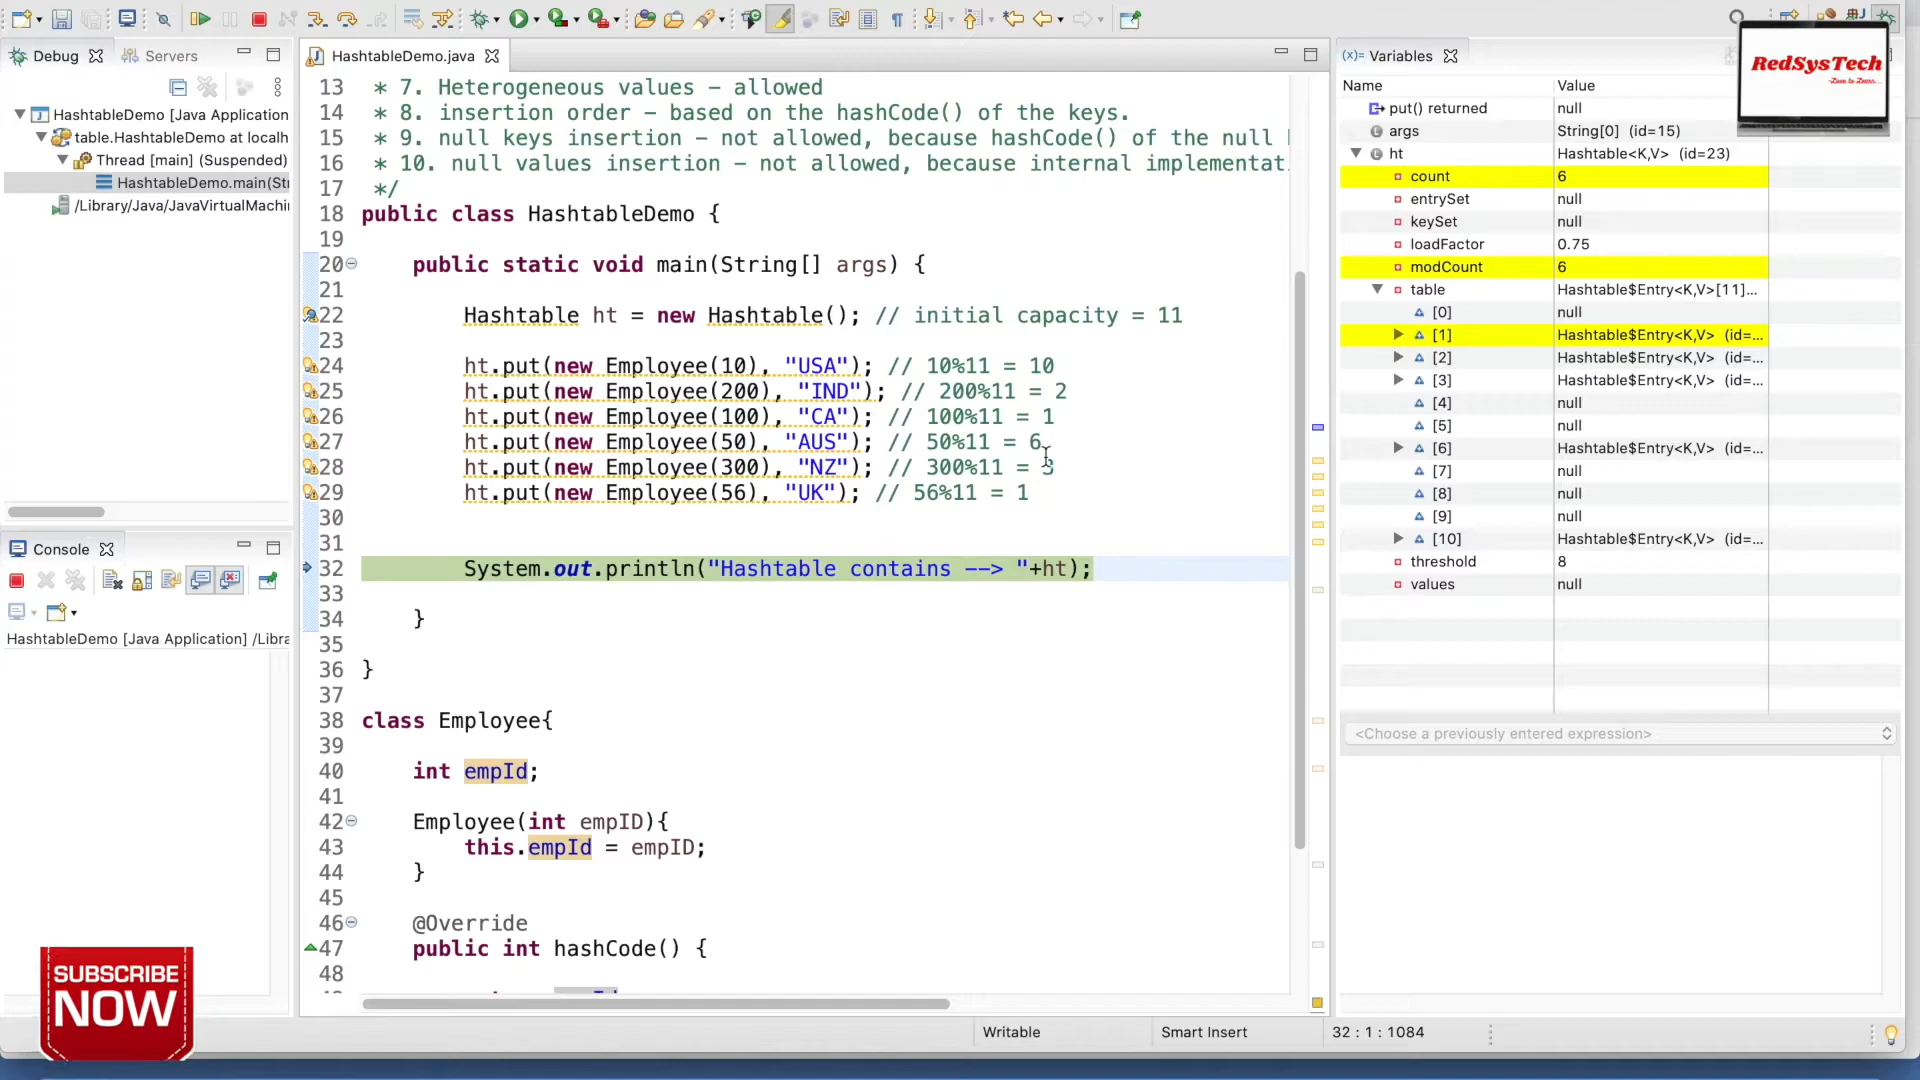 Debug
Servers
HashtableDemo [Java Application
table.HashtableDemo at localh
Thread [main] (Suspended)
HashtableDemo.main(Str
/Library/Java/JavaVirtualMachi
Console
HashtableDemo [Java Application] /Libra
SUBSCRIBE
NOW
HashtableDemo.java
13 * 7. Heterogeneous values - allowed
14 * 8. insertion order - based on the hashCode() of the keys.
15 * 9. null keys insertion - not allowed, because hashCode() of the null
16 * 10. null values insertion - not allowed, because internal implementat
17 */
18 public class HashtableDemo {
19
20 public static void main(String[] args) {
21
22 Hashtable ht = new Hashtable(); // initial capacity = 11
23
24 ht.put(new Employee(10), "USA"); // 10%11 = 10
25 ht.put(new Employee(200), "IND"); // 200%11 = 2
26 ht.put(new Employee(100), "CA"); // 100%11 = 1
27 ht.put(new Employee(50), "AUS"); // 50%11 = 6
28 ht.put(new Employee(300), "NZ"); // 300%11 = 3
29 ht.put(new Employee(56), "UK"); // 56%11 = 1
30
31
32 System.out.println("Hashtable contains --> "+ht);
33
34 }
35
36 }
37
38 class Employee{
39
40 int empId;
41
42 Employee(int empID){
43 this.empId = empID;
44 }
45
46 @Override
47 public int hashCode() {
48
Variables
Name Value
put() returned null
args String[0] (id=15)
ht Hashtable<K,V> (id=23)
count 6
entrySet null
keySet null
loadFactor 0.75
modCount 6
table Hashtable$Entry<K,V>[11]...
[0] null
[1] Hashtable$Entry<K,V> (id=...
[2] Hashtable$Entry<K,V> (id=...
[3] Hashtable$Entry<K,V> (id=...
[4] null
[5] null
[6] Hashtable$Entry<K,V> (id=...
[7] null
[8] null
[9] null
[10] Hashtable$Entry<K,V> (id=...
threshold 8
values null
<Choose a previously entered expression>
RedSysTech
Writable
Smart Insert
32 : 1 : 1084